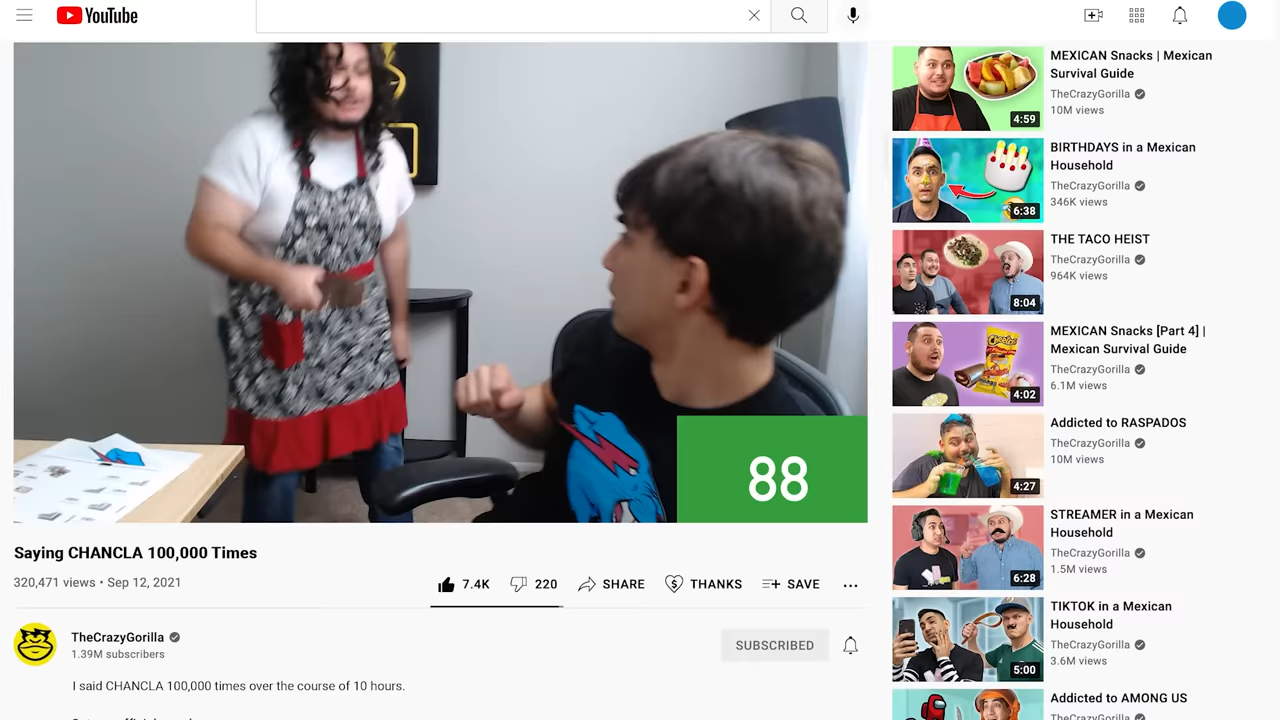 YouTube
88
Saying CHANCLA 100,000 Times
320,471 views • Sep 12, 2021
7.4K
220
SHARE
THANKS
SAVE
TheCrazyGorilla
1.39M subscribers
SUBSCRIBED
I said CHANCLA 100,000 times over the course of 10 hours.
MEXICAN Snacks | Mexican
Survival Guide
TheCrazyGorilla
10M views
4:59
BIRTHDAYS in a Mexican
Household
TheCrazyGorilla
346K views
6:38
THE TACO HEIST
TheCrazyGorilla
964K views
8:04
MEXICAN Snacks [Part 4] |
Mexican Survival Guide
TheCrazyGorilla
6.1M views
4:02
Addicted to RASPADOS
TheCrazyGorilla
10M views
4:27
STREAMER in a Mexican
Household
TheCrazyGorilla
1.5M views
6:28
TIKTOK in a Mexican
Household
TheCrazyGorilla
3.6M views
5:00
Addicted to AMONG US
TheCrazyGorilla